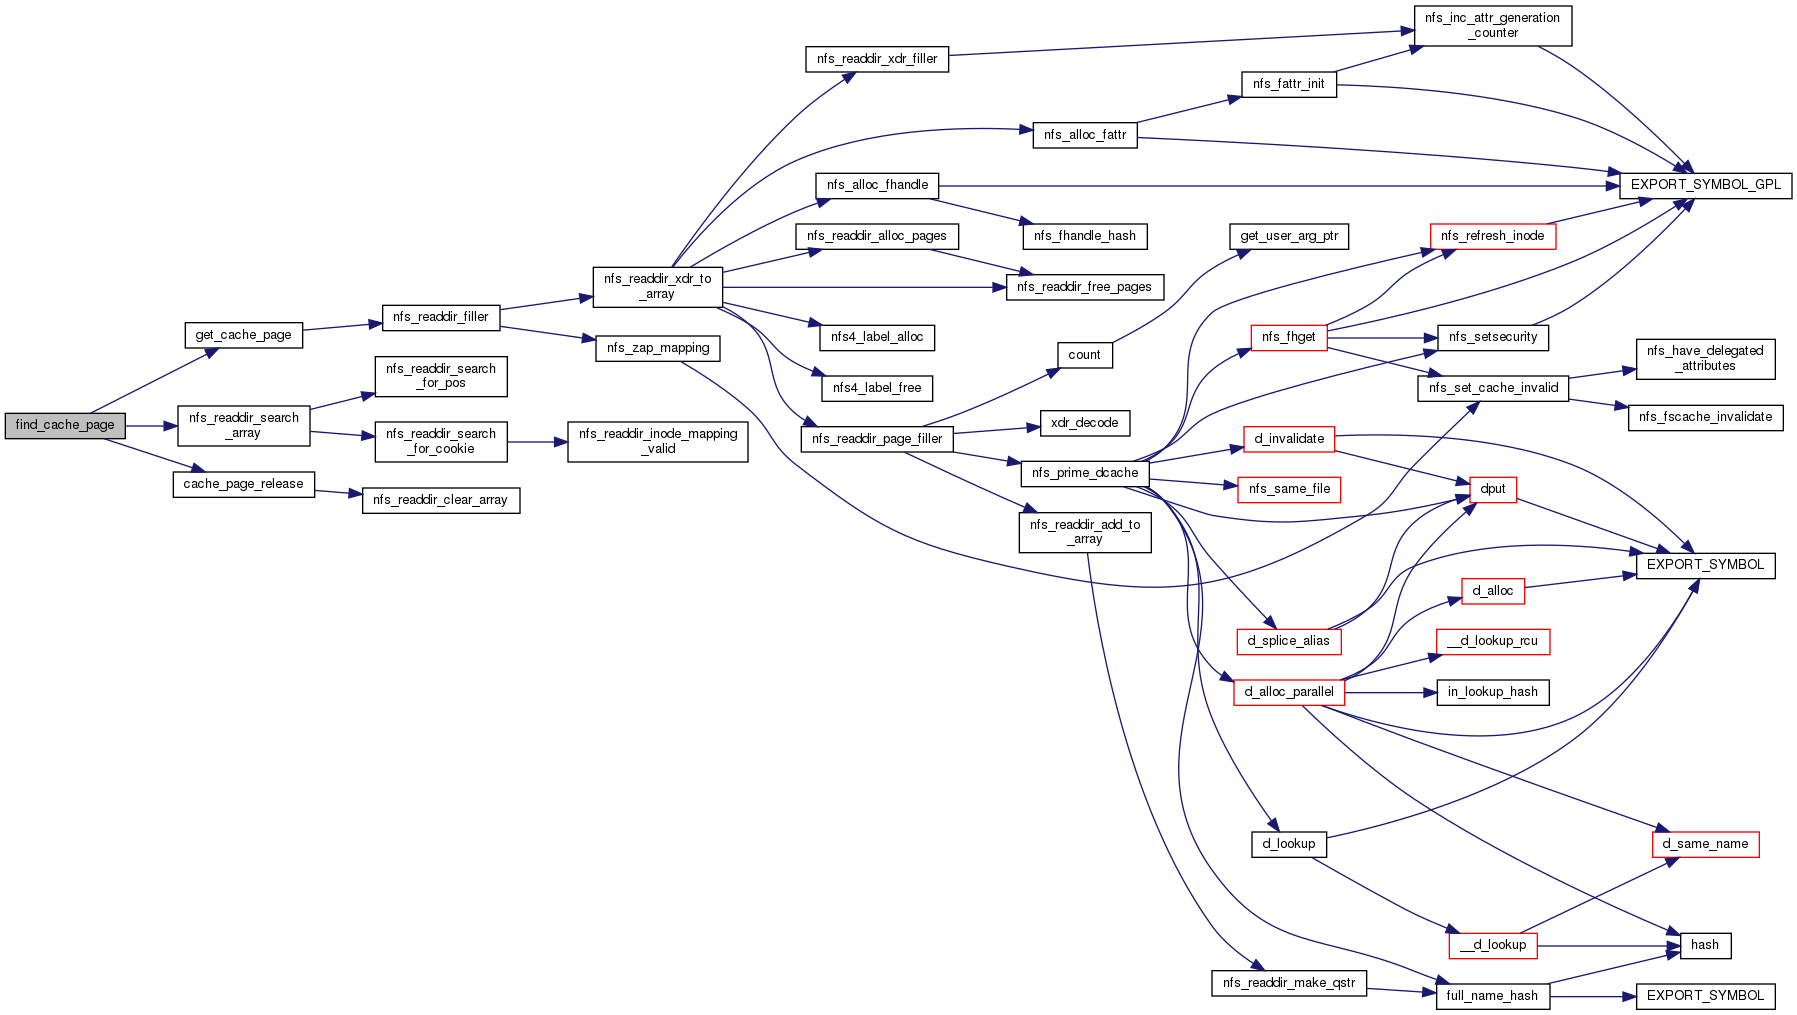 find_cache_page
get_cache_page
nfs_readdir_search
_array
cache_page_release
nfs_readdir_filler
nfs_readdir_search
_for_pos
nfs_readdir_search
_for_cookie
nfs_readdir_clear_array
nfs_readdir_xdr_to
_array
nfs_zap_mapping
nfs_readdir_inode_mapping
_valid
nfs_readdir_xdr_filler
nfs_alloc_fattr
nfs_alloc_fhandle
nfs_readdir_alloc_pages
nfs_fhandle_hash
nfs_readdir_free_pages
nfs4_label_alloc
nfs4_label_free
nfs_readdir_page_filler
count
xdr_decode
nfs_prime_dcache
nfs_readdir_add_to
_array
nfs_inc_attr_generation
_counter
nfs_fattr_init
EXPORT_SYMBOL_GPL
get_user_arg_ptr
nfs_refresh_inode
nfs_fhget
nfs_setsecurity
nfs_set_cache_invalid
nfs_have_delegated
_attributes
nfs_fscache_invalidate
d_invalidate
nfs_same_file
dput
EXPORT_SYMBOL
d_alloc
d_splice_alias
__d_lookup_rcu
d_alloc_parallel
in_lookup_hash
d_lookup
d_same_name
__d_lookup
hash
nfs_readdir_make_qstr
full_name_hash
EXPORT_SYMBOL